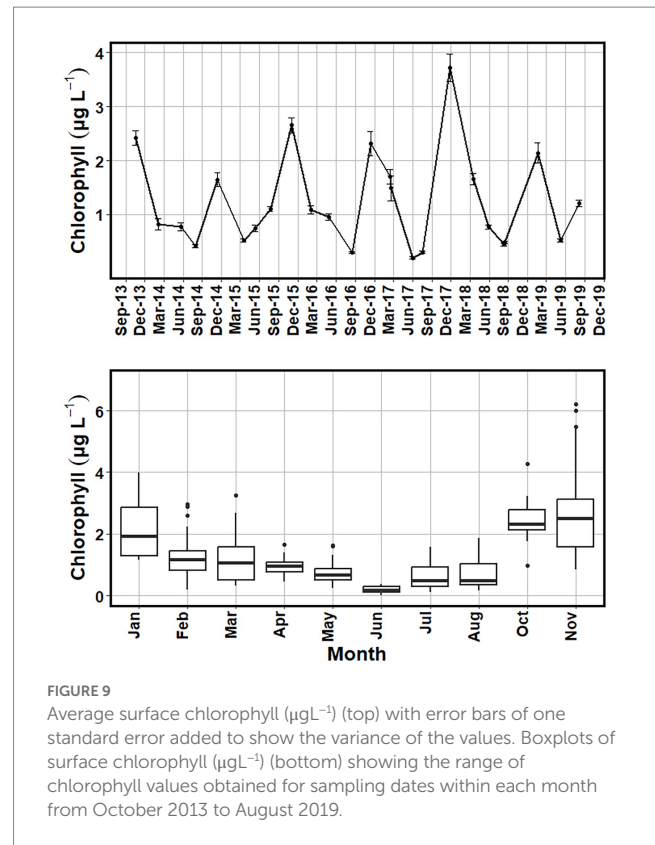 Chlorophyll (µg L⁻¹)
4
3
2
1
Sep-13
Dec-13
Mar-14
Jun-14
Sep-14
Dec-14
Mar-15
Jun-15
Sep-15
Dec-15
Mar-16
Jun-16
Sep-16
Dec-16
Mar-17
Jun-17
Sep-17
Dec-17
Mar-18
Jun-18
Sep-18
Dec-18
Mar-19
Jun-19
Sep-19
Dec-19
Chlorophyll (µg L⁻¹)
6
4
2
0
Jan
Feb
Mar
Apr
May
Jun
Jul
Aug
Oct
Nov
Month
FIGURE 9
Average surface chlorophyll (μgL⁻¹) (top) with error bars of one
standard error added to show the variance of the values. Boxplots of
surface chlorophyll (μgL⁻¹) (bottom) showing the range of
chlorophyll values obtained for sampling dates within each month
from October 2013 to August 2019.